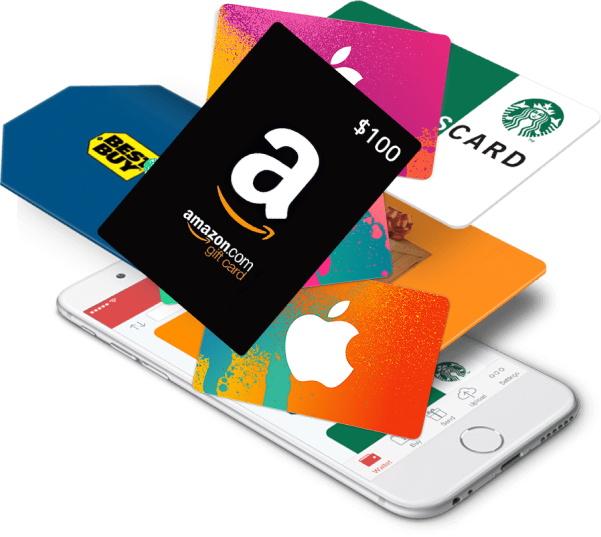 $100
a
amazon.com
gift card
BEST
BUY
SCARD
Wallet
Buy
Send
Upload
Settings